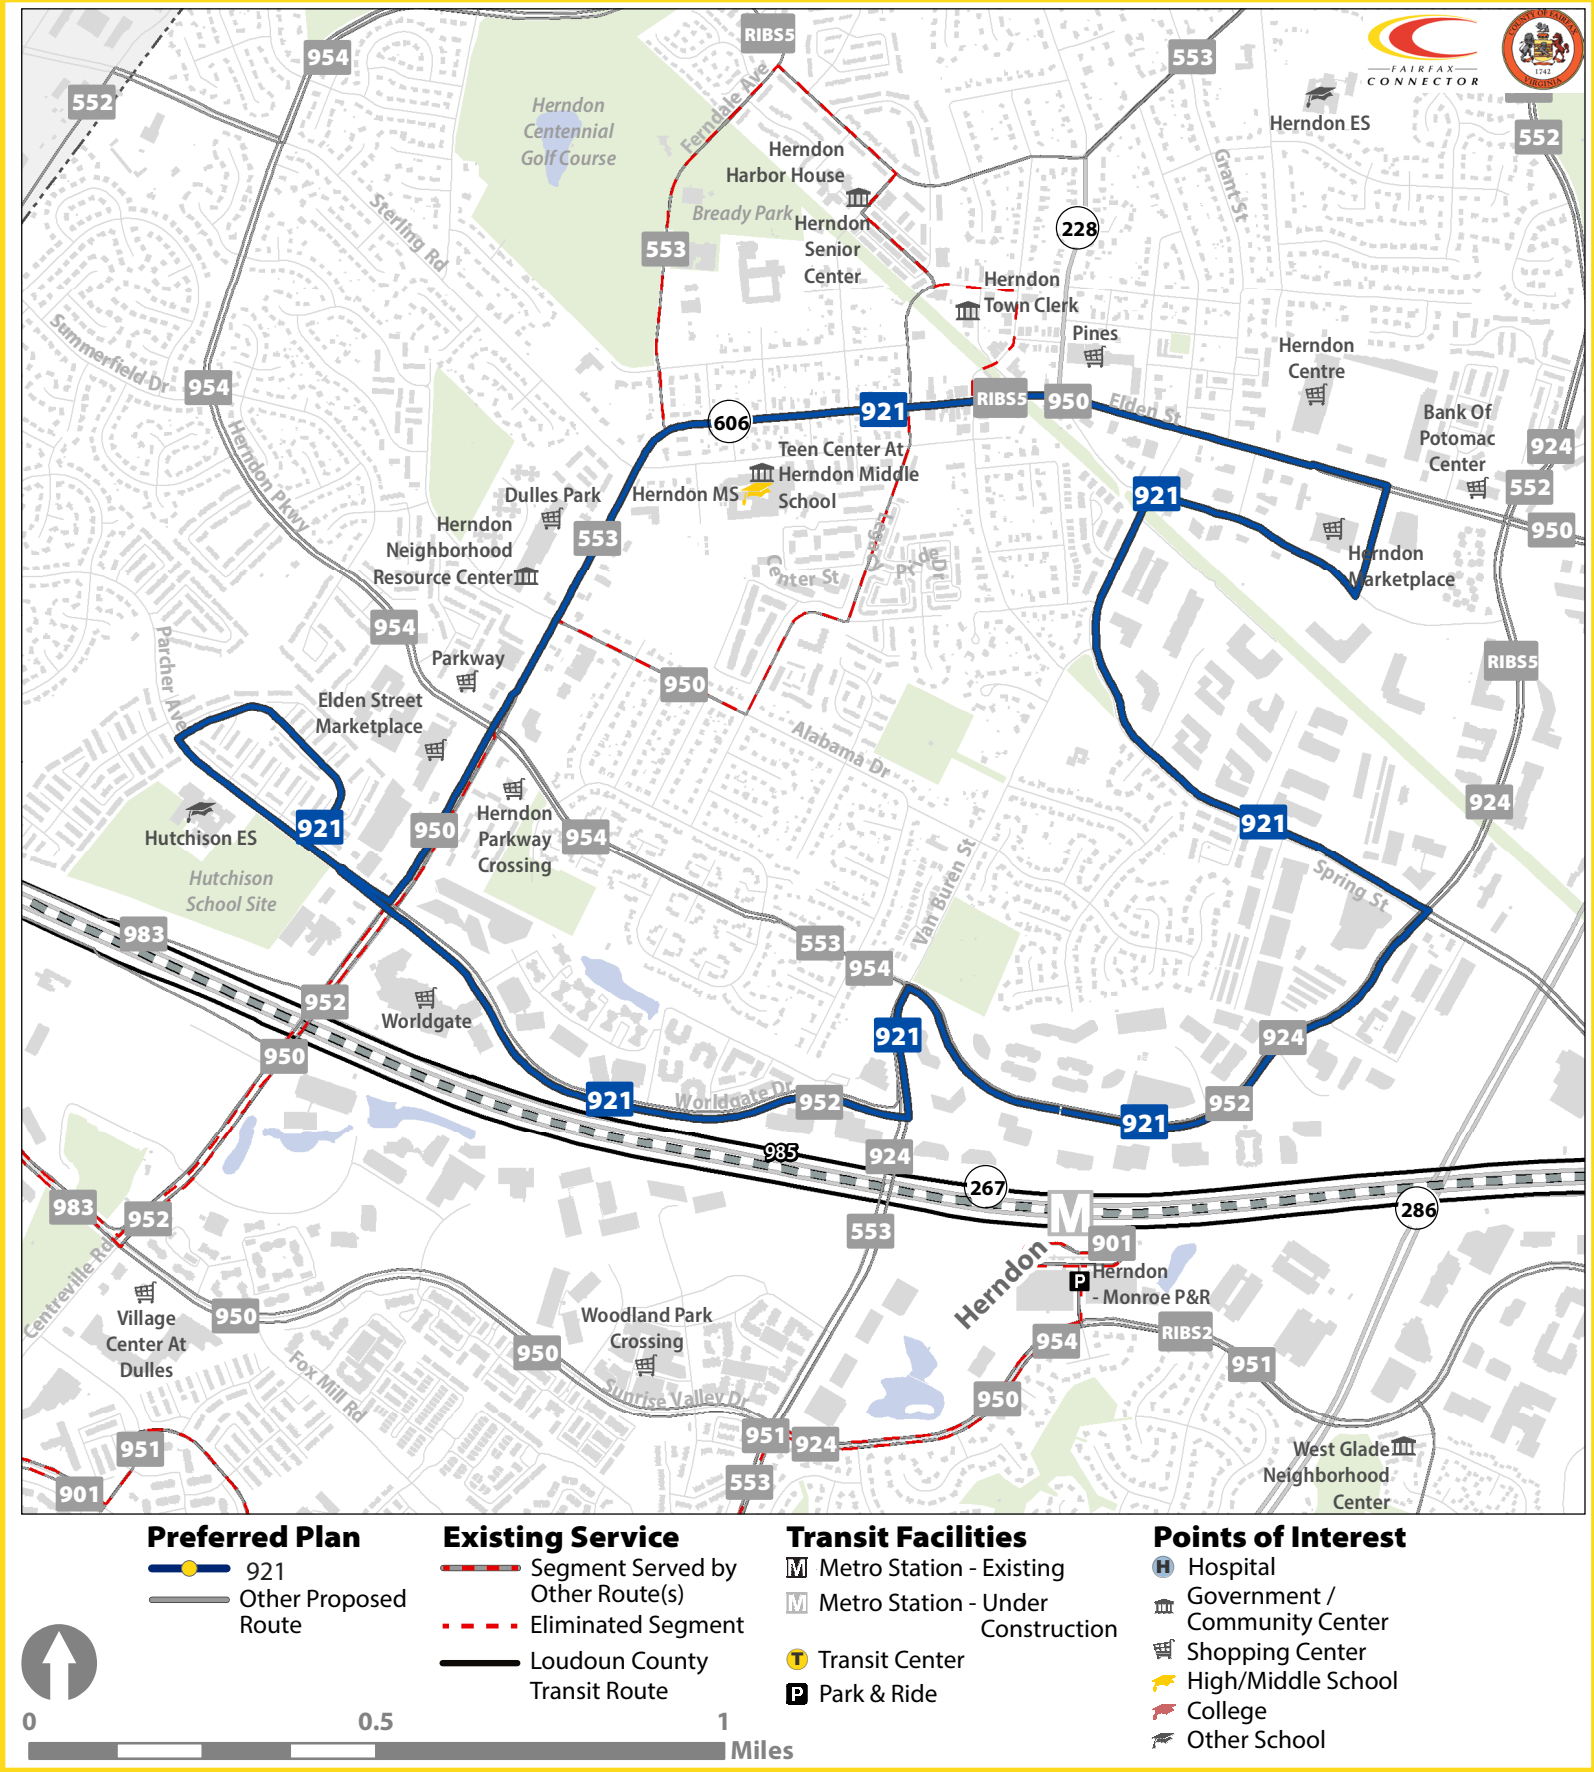 RIBS5
553
FAIRFAX
CONNECTOR
COUNTY OF FAIRFAX
1742
VIRGINIA
954
552
Herndon ES
552
Herndon
Centennial
Golf Course
Ferndale Ave
Herndon
Harbor House
Grant St
Sterling Rd
Bready Park
Herndon
Senior
Center
228
553
Herndon
Town Clerk
Summerfield Dr
Pines
Herndon
Centre
954
RIBS5
950
Elden St
921
606
Bank Of
Potomac
Center
924
Herndon Pkwy
Teen Center At
Herndon Middle
School
Herndon MS
Dulles Park
921
552
950
Herndon
Neighborhood
Resource Center
553
Herndon
Marketplace
Center St
Pride Dr
954
Parcher Ave
Parkway
950
RIBS5
Elden Street
Marketplace
Alabama Dr
Herndon
Parkway
Crossing
924
Hutchison ES
921
950
954
921
Hutchison
School Site
Van Buren St
Spring St
983
553
954
952
Worldgate
921
924
950
921
Worldgate Dr
952
952
921
985
924
267
983
952
553
M
286
901
Herndon
P
Herndon
- Monroe P&R
Centreville Rd
Village
Center At
Dulles
950
Woodland Park
Crossing
950
954
RIBS2
951
Fox Mill Rd
Sunrise Valley Dr
950
951
951
924
West Glade
Neighborhood
Center
901
553
Preferred Plan
921
Other Proposed
Route
Existing Service
Segment Served by
Other Route(s)
Eliminated Segment
Loudoun County
Transit Route
Transit Facilities
M Metro Station - Existing
M Metro Station - Under
Construction
T Transit Center
P Park & Ride
Points of Interest
H Hospital
Government /
Community Center
Shopping Center
High/Middle School
College
Other School
0 0.5 1
Miles